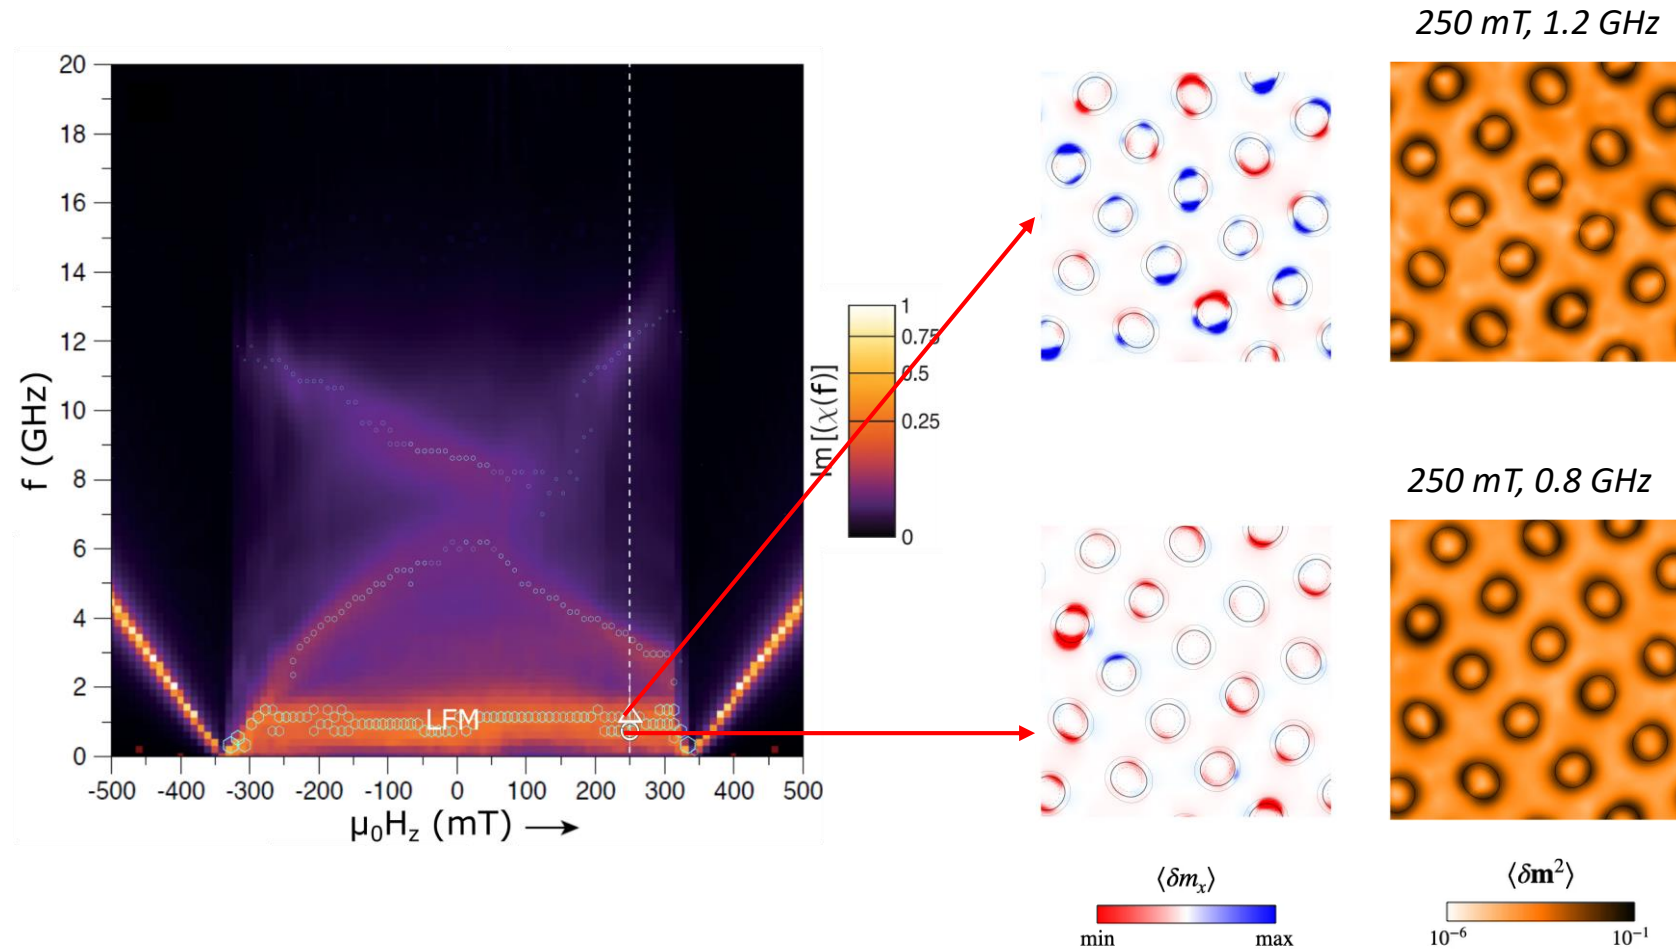 250 mT, 1.2 GHz
20
18
16
14
12
10
8
6
4
2
0
f (GHz)
LFM
-500 -400 -300 -200 -100 0 100 200 300 400 500
μ₀H_z (mT) ⟶
1
0.75
0.5
0.25
0
Im[(χ(f)]
250 mT, 0.8 GHz
⟨δm_x⟩
min max
⟨δm²⟩
10⁻⁶ 10⁻¹